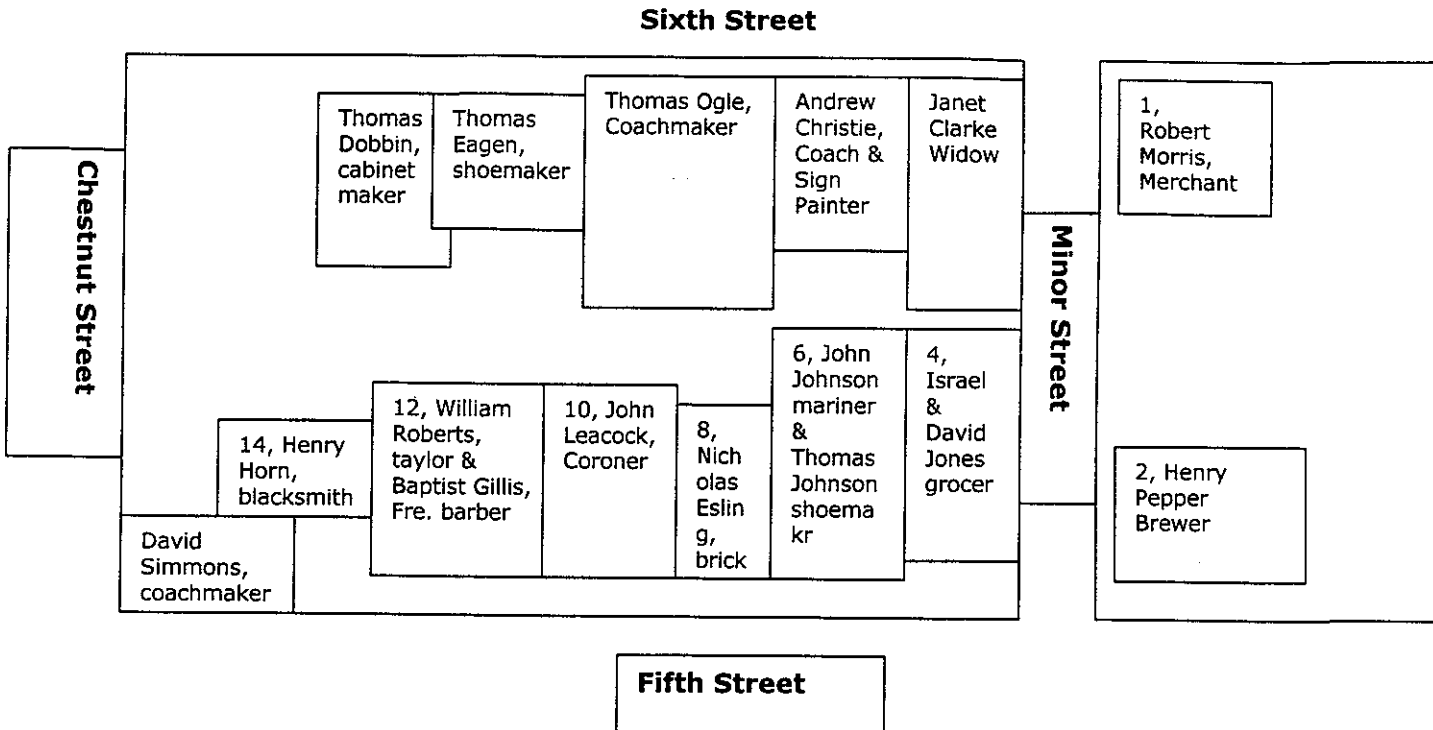 Sixth Street
Chestnut Street
Thomas
Dobbin,
cabinet
maker
Thomas
Eagen,
shoemaker
Thomas Ogle,
Coachmaker
Andrew
Christie,
Coach &
Sign
Painter
Janet
Clarke
Widow
Minor Street
1,
Robert
Morris,
Merchant
David
Simmons,
coachmaker
14, Henry
Horn,
blacksmith
12, William
Roberts,
taylor &
Baptist Gillis,
Fre. barber
10, John
Leacock,
Coroner
8,
Nich
olas
Eslin
g,
brick
6, John
Johnson
mariner
&
Thomas
Johnson
shoema
kr
4,
Israel
&
David
Jones
grocer
2, Henry
Pepper
Brewer
Fifth Street